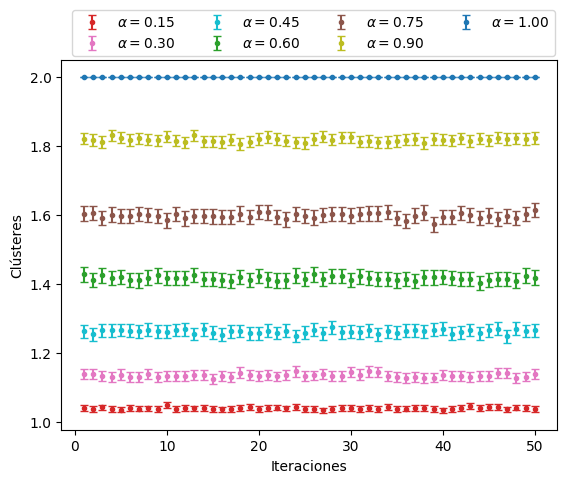 α = 0.15 α = 0.45 α = 0.75 α = 1.00
α = 0.30 α = 0.60 α = 0.90
2.0
1.8
1.6
1.4
1.2
1.0
Clústeres
0 10 20 30 40 50
Iteraciones